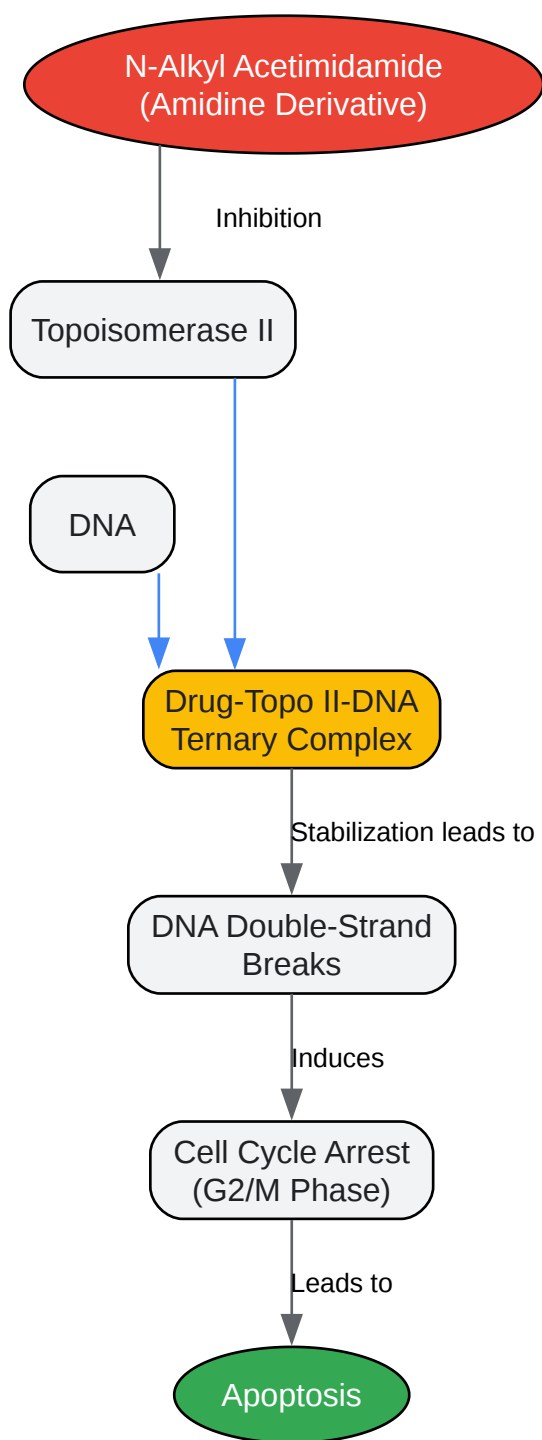 N-Alkyl Acetimidamide
(Amidine Derivative)
Inhibition
Topoisomerase II
DNA
Drug-Topo II-DNA
Ternary Complex
Stabilization leads to
DNA Double-Strand
Breaks
Induces
Cell Cycle Arrest
(G2/M Phase)
Leads to
Apoptosis